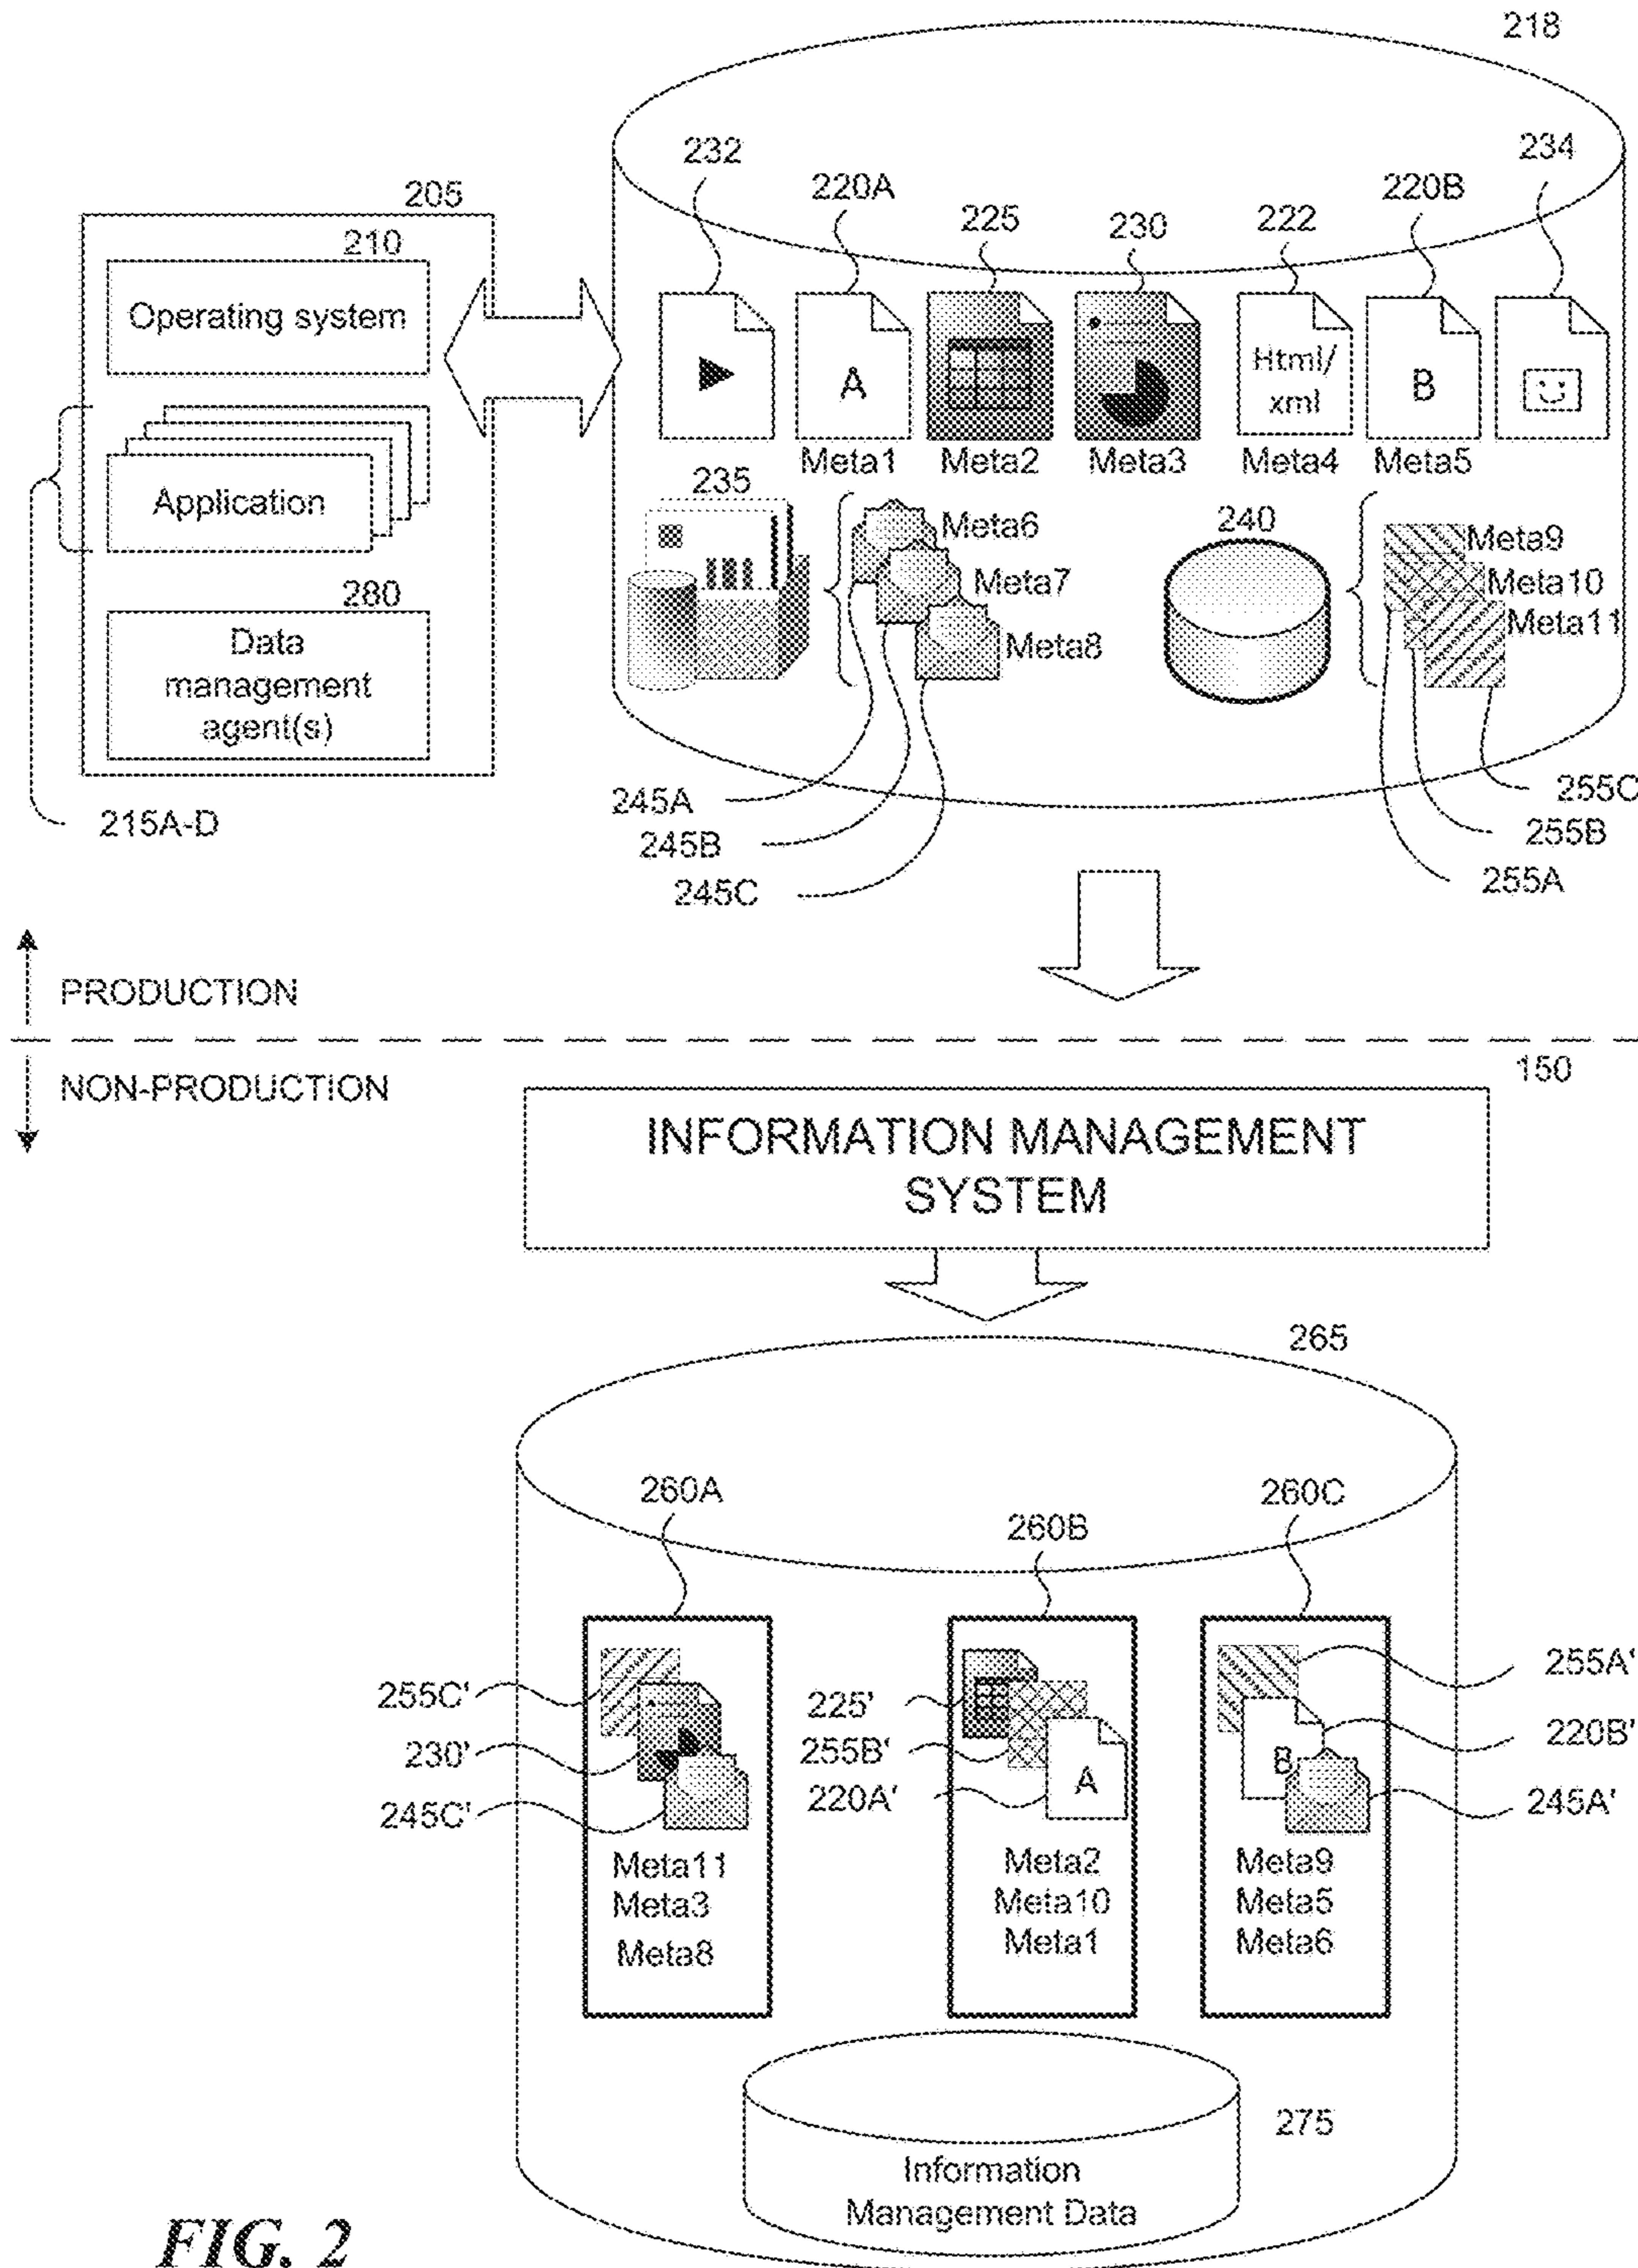 218
232
220A
225
230
222
220B
234
205
210
Operating system
Application
280
Data
management
agent(s)
215A-D
A
Html/
xml
B
Meta1
Meta2
Meta3
Meta4
Meta5
235
Meta6
Meta7
Meta8
240
Meta9
Meta10
Meta11
245A
245B
245C
255C
255B
255A
PRODUCTION
NON-PRODUCTION
150
INFORMATION MANAGEMENT
SYSTEM
265
260A
260B
260C
255C'
230'
245C'
Meta11
Meta3
Meta8
225'
255B'
220A'
A
Meta2
Meta10
Meta1
255A'
220B'
245A'
B
Meta9
Meta5
Meta6
275
Information
Management Data
FIG. 2